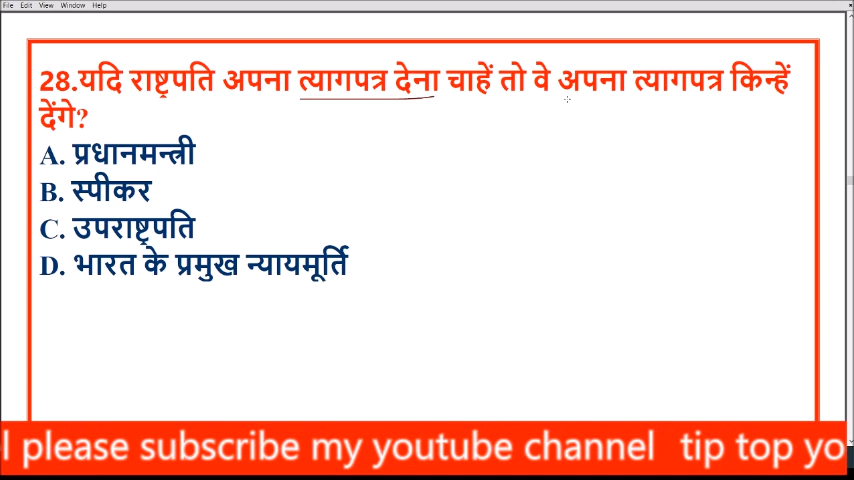 File Edit View Window Help
28.यदि राष्ट्रपति अपना त्यागपत्र देना चाहें तो वे अपना त्यागपत्र किन्हें
देंगे?
A. प्रधानमन्त्री
B. स्पीकर
C. उपराष्ट्रपति
D. भारत के प्रमुख न्यायमूर्ति
l please subscribe my youtube channel tip top yo